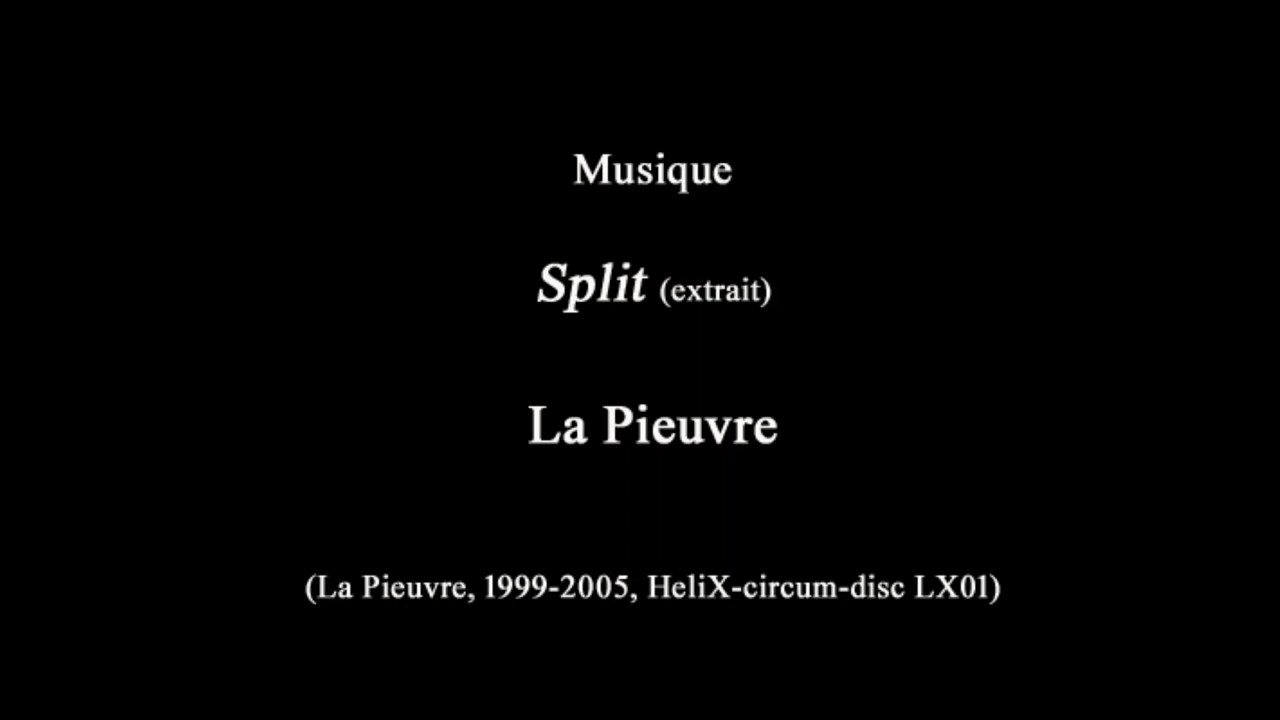 Musique
Split (extrait)
La Pieuvre
(La Pieuvre, 1999-2005, HeliX-circum-disc LX01)